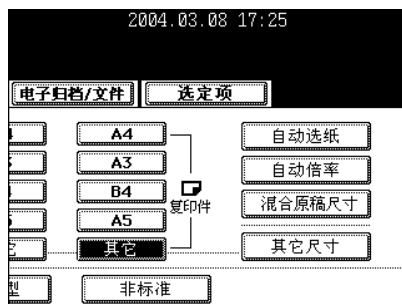 2004.03.08 17:25
电子归档/文件 选定项
A4 自动选纸
A3 自动倍率
B4 混合原稿尺寸
复印件
A5
其它 其它尺寸
型 非标准